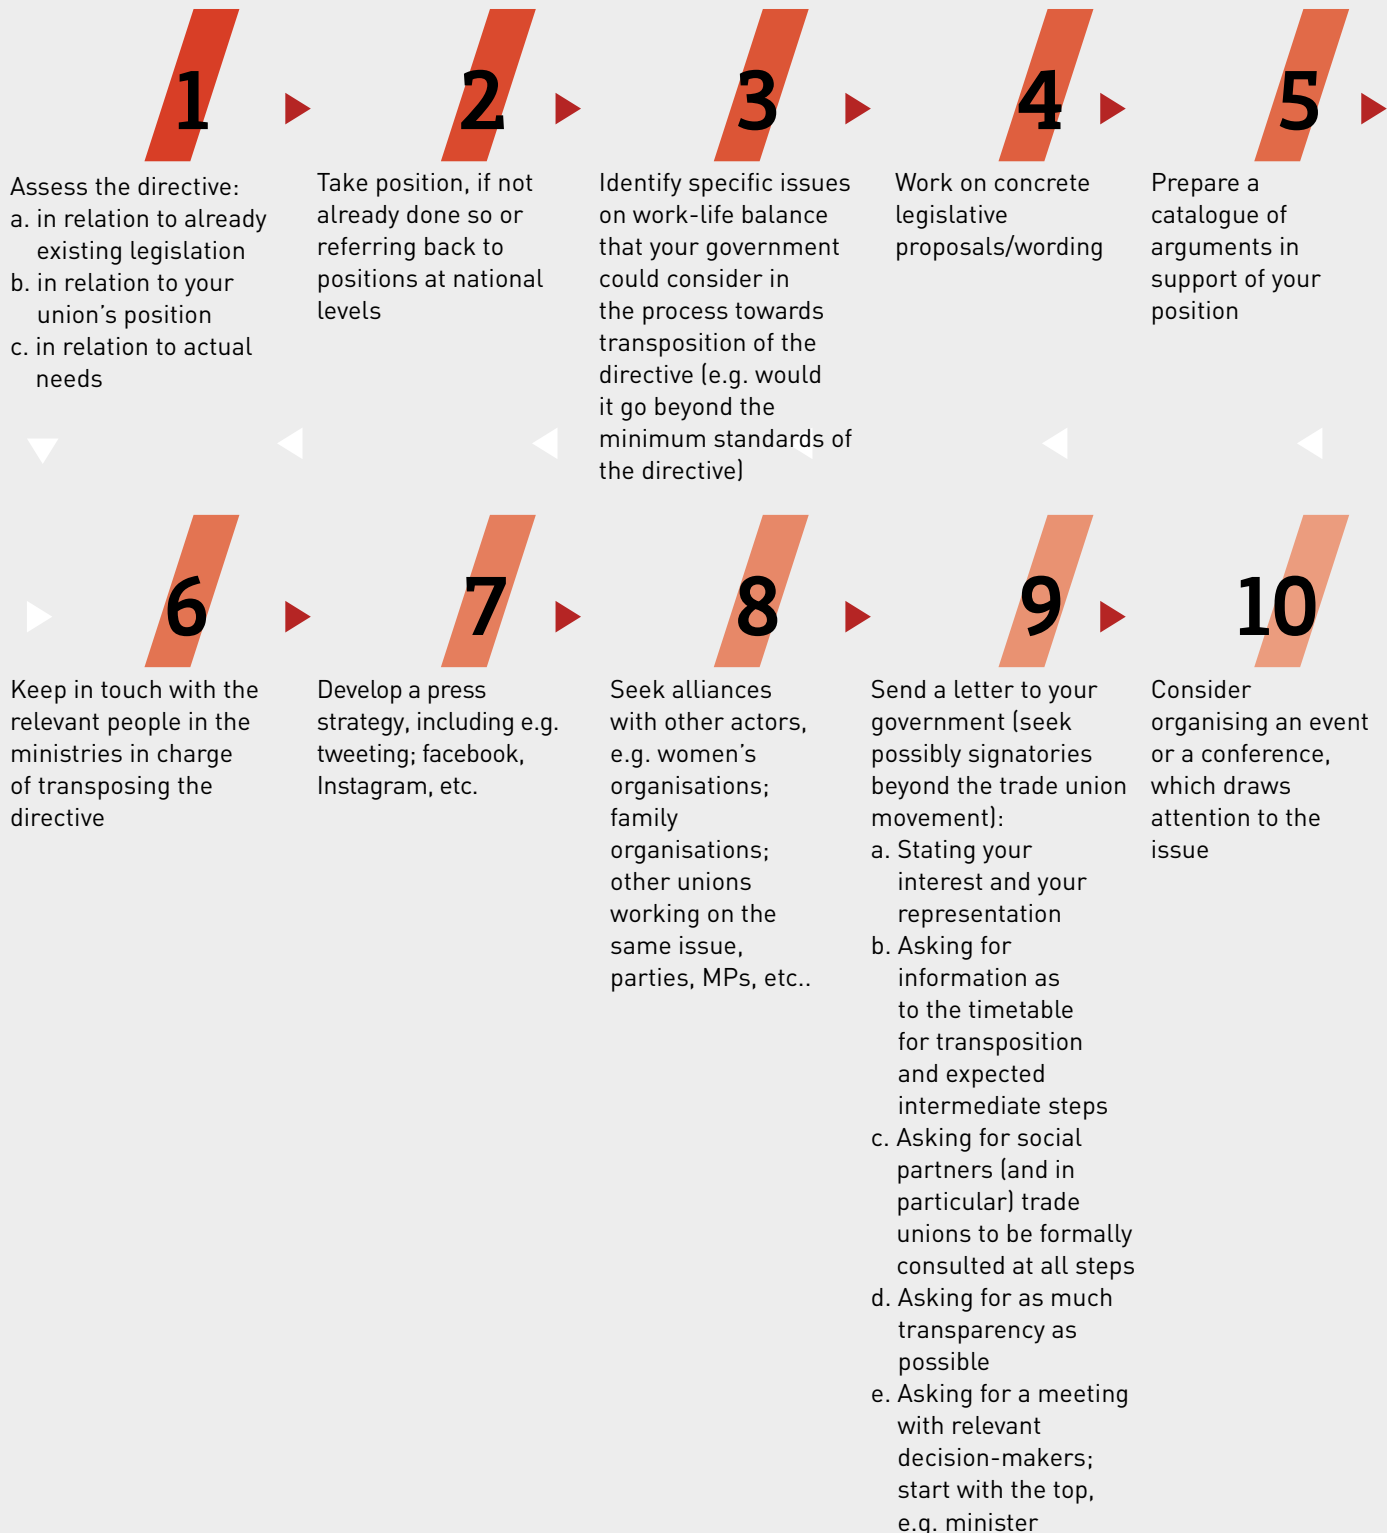 1
Assess the directive:
a. in relation to already
existing legislation
b. in relation to your
union's position
c. in relation to actual
needs
2
Take position, if not
already done so or
referring back to
positions at national
levels
3
Identify specific issues
on work-life balance
that your government
could consider in
the process towards
transposition of the
directive (e.g. would
it go beyond the
minimum standards of
the directive)
4
Work on concrete
legislative
proposals/wording
5
Prepare a
catalogue of
arguments in
support of your
position
6
Keep in touch with the
relevant people in the
ministries in charge
of transposing the
directive
7
Develop a press
strategy, including e.g.
tweeting; facebook,
Instagram, etc.
8
Seek alliances
with other actors,
e.g. women's
organisations;
family
organisations;
other unions
working on the
same issue,
parties, MPs, etc..
9
Send a letter to your
government (seek
possibly signatories
beyond the trade union
movement):
a. Stating your
interest and your
representation
b. Asking for
information as
to the timetable
for transposition
and expected
intermediate steps
c. Asking for social
partners (and in
particular) trade
unions to be formally
consulted at all steps
d. Asking for as much
transparency as
possible
e. Asking for a meeting
with relevant
decision-makers;
start with the top,
e.g. minister
10
Consider
organising an event
or a conference,
which draws
attention to the
issue